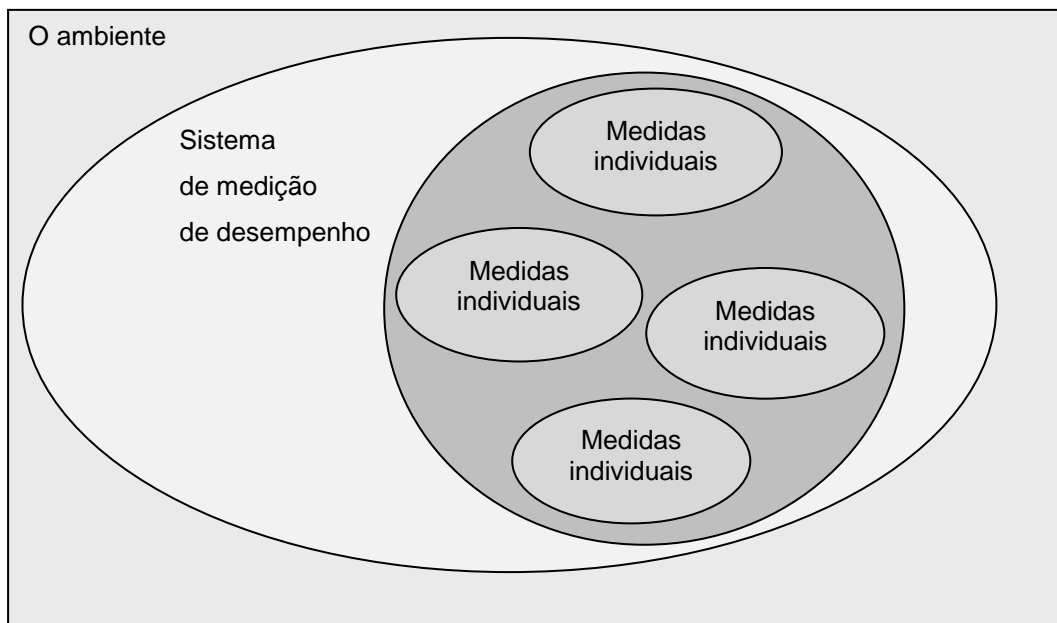 O ambiente
Sistema
de medição
de desempenho
Medidas
individuais
Medidas
individuais
Medidas
individuais
Medidas
individuais